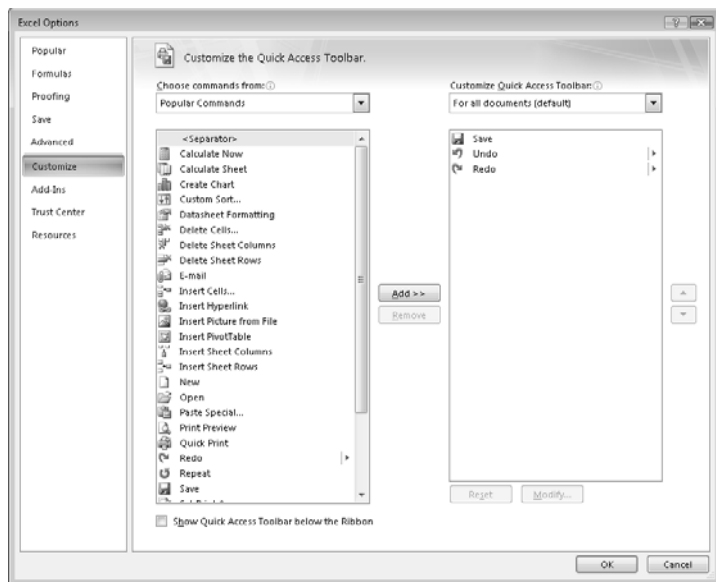 Excel Options
Popular
Formulas
Proofing
Save
Advanced
Customize
Add-Ins
Trust Center
Resources
Customize the Quick Access Toolbar.
Choose commands from:
Popular Commands
<Separator>
Calculate Now
Calculate Sheet
Create Chart
Custom Sort...
Datasheet Formatting
Delete Cells...
Delete Sheet Columns
Delete Sheet Rows
E-mail
Insert Cells...
Insert Hyperlink
Insert Picture from File
Insert PivotTable
Insert Sheet Columns
Insert Sheet Rows
New
Open
Paste Special...
Print Preview
Quick Print
Redo
Repeat
Save
Show Quick Access Toolbar below the Ribbon
Add >>
Remove
Customize Quick Access Toolbar:
For all documents (default)
Save
Undo
Redo
Reset
Modify...
OK
Cancel